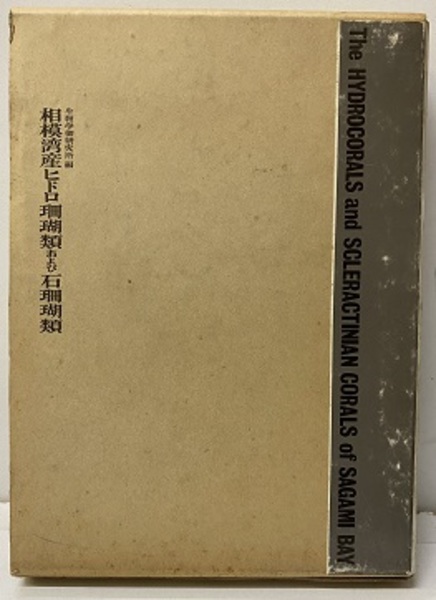 The HYDROCORALS and SCLERACTINIAN CORALS of SAGAMI BAY
生物学御研究所編
相模湾産ヒドロ珊瑚類および石珊瑚類